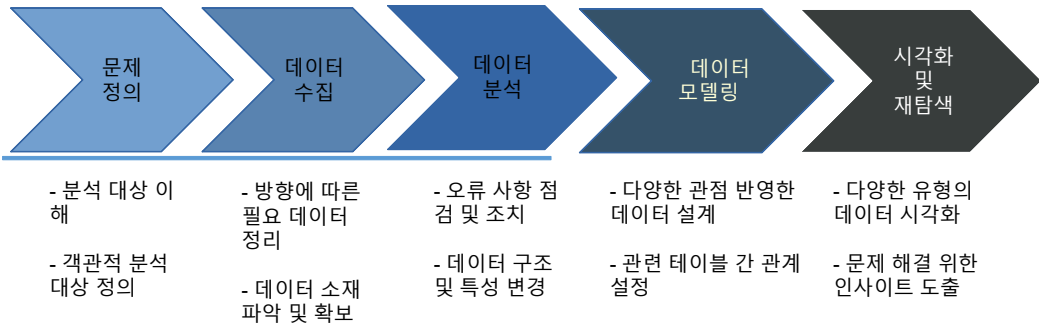 문제
정의
데이터
수집
데이터
분석
데이터
모델링
시각화
및
재탐색
- 분석 대상 이
해
- 객관적 분석
대상 정의
- 방향에 따른
필요 데이터
정리
- 데이터 소재
파악 및 확보
- 오류 사항 점
검 및 조치
- 데이터 구조
및 특성 변경
- 다양한 관점 반영한
데이터 설계
- 관련 테이블 간 관계
설정
- 다양한 유형의
데이터 시각화
- 문제 해결 위한
인사이트 도출